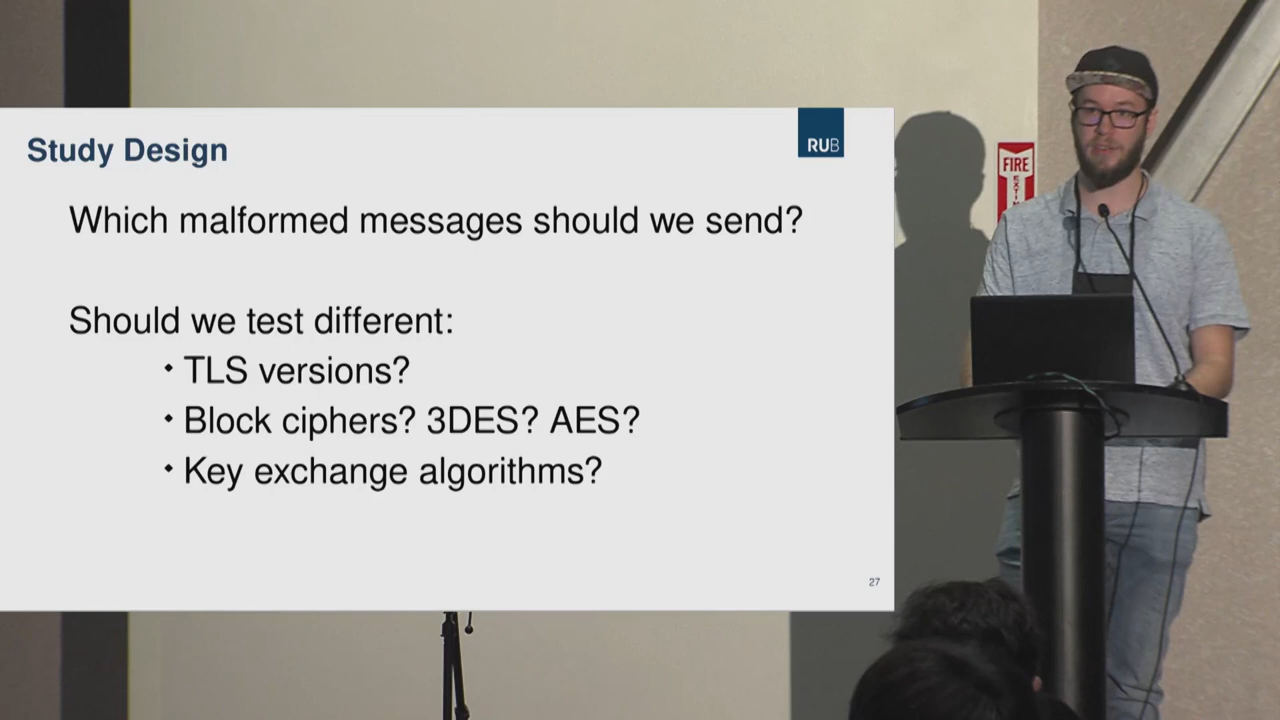 Study Design
RUB
Which malformed messages should we send?
Should we test different:
• TLS versions?
• Block ciphers? 3DES? AES?
• Key exchange algorithms?
27
FIRE